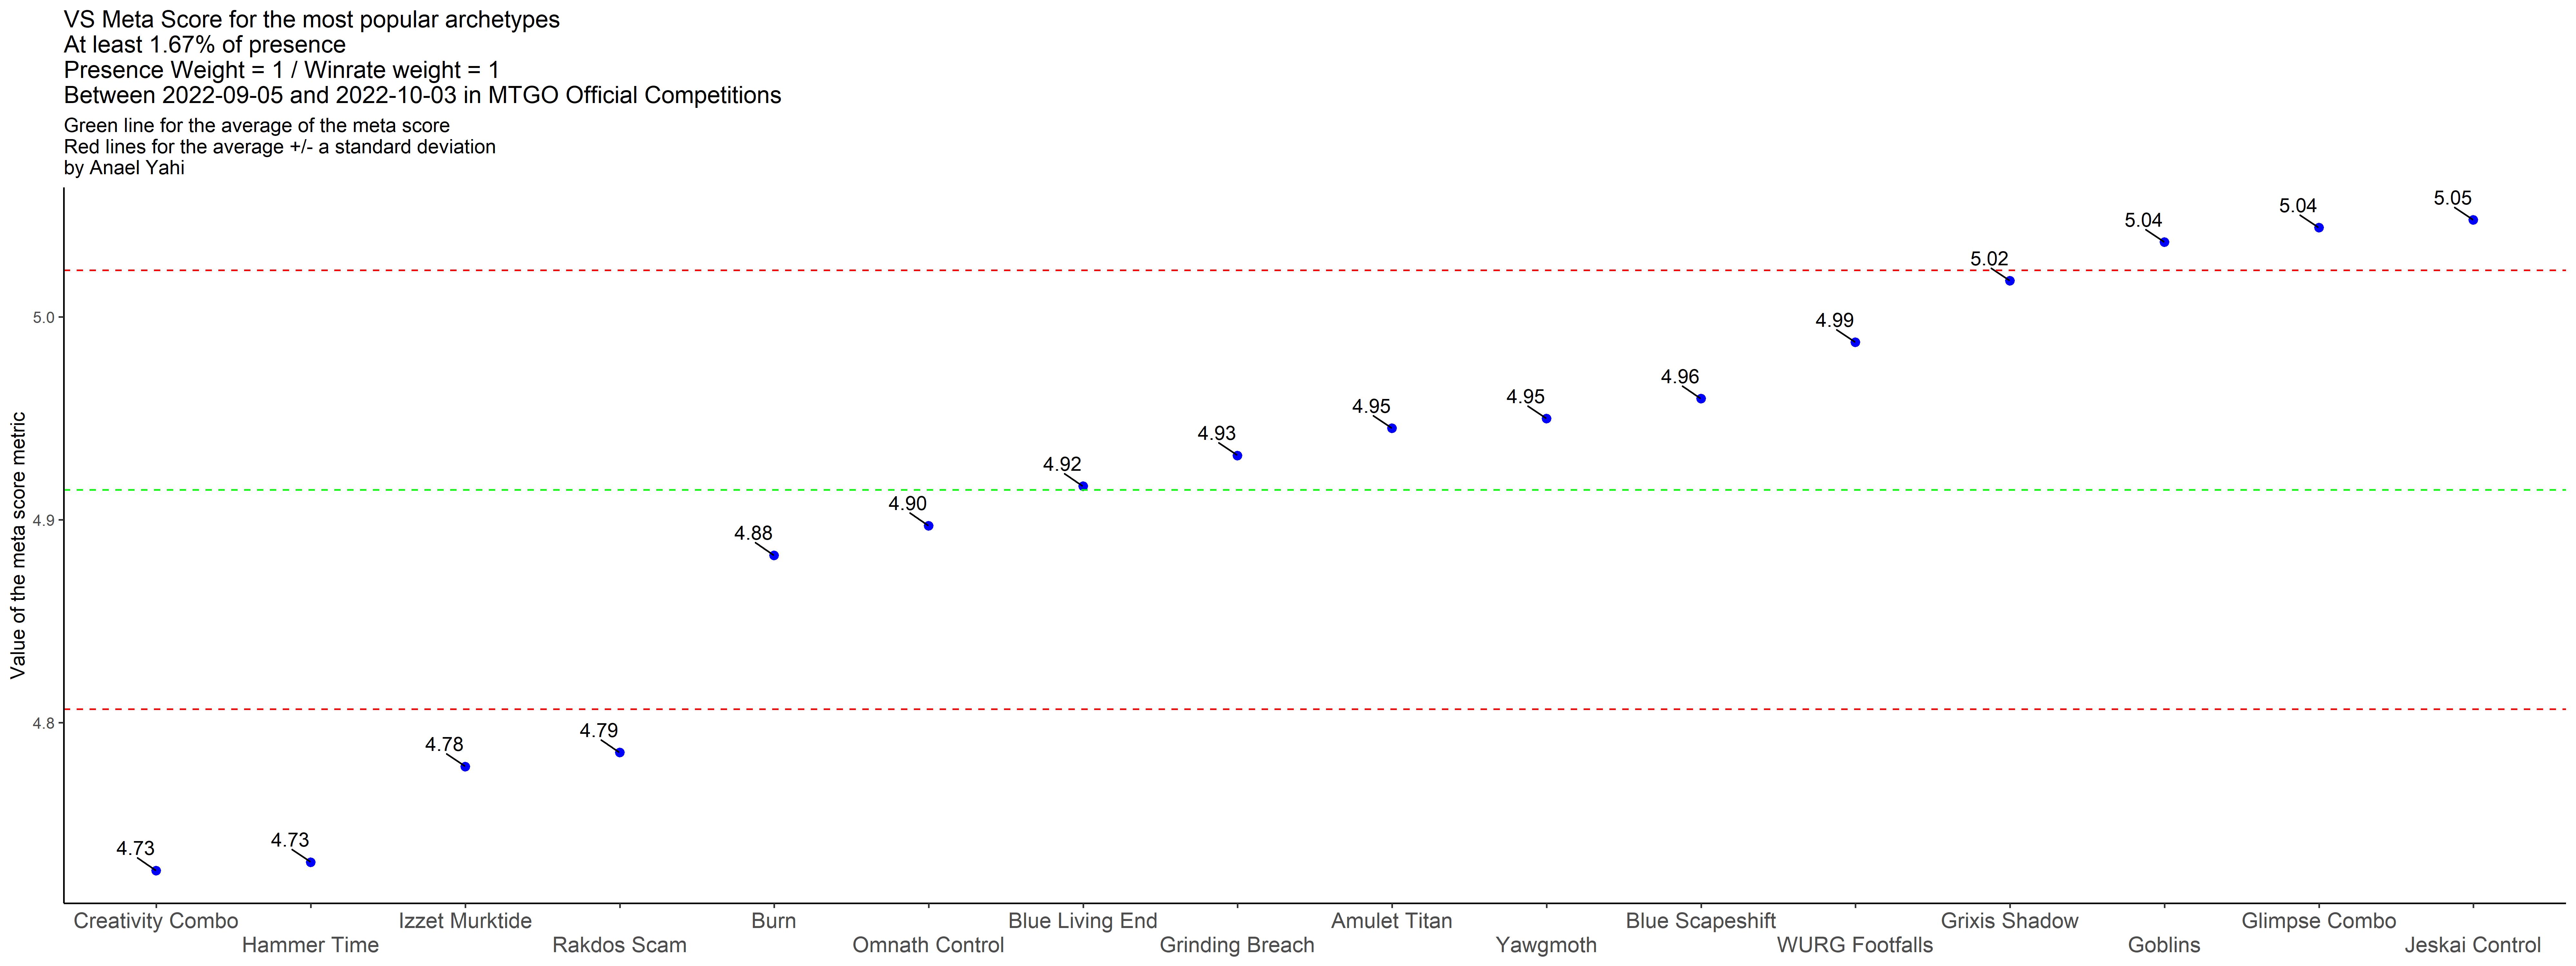 VS Meta Score for the most popular archetypes
At least 1.67% of presence
Presence Weight = 1 / Winrate weight = 1
Between 2022-09-05 and 2022-10-03 in MTGO Official Competitions
Green line for the average of the meta score
Red lines for the average +/- a standard deviation
by Anael Yahi
Value of the meta score metric
5.0
4.9
4.8
4.73
4.73
4.78
4.79
4.88
4.90
4.92
4.93
4.95
4.95
4.96
4.99
5.02
5.04
5.04
5.05
Creativity Combo
Hammer Time
Izzet Murktide
Rakdos Scam
Burn
Omnath Control
Blue Living End
Grinding Breach
Amulet Titan
Yawgmoth
Blue Scapeshift
WURG Footfalls
Grixis Shadow
Goblins
Glimpse Combo
Jeskai Control